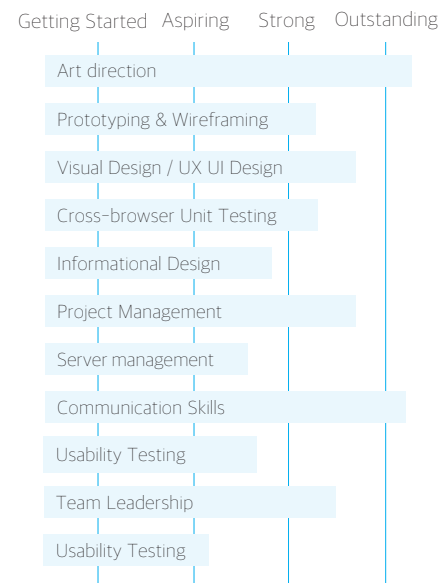 Getting Started Aspiring Strong Outstanding
Art direction
Prototyping & Wireframing
Visual Design / UX UI Design
Cross-browser Unit Testing
Informational Design
Project Management
Server management
Communication Skills
Usability Testing
Team Leadership
Usability Testing